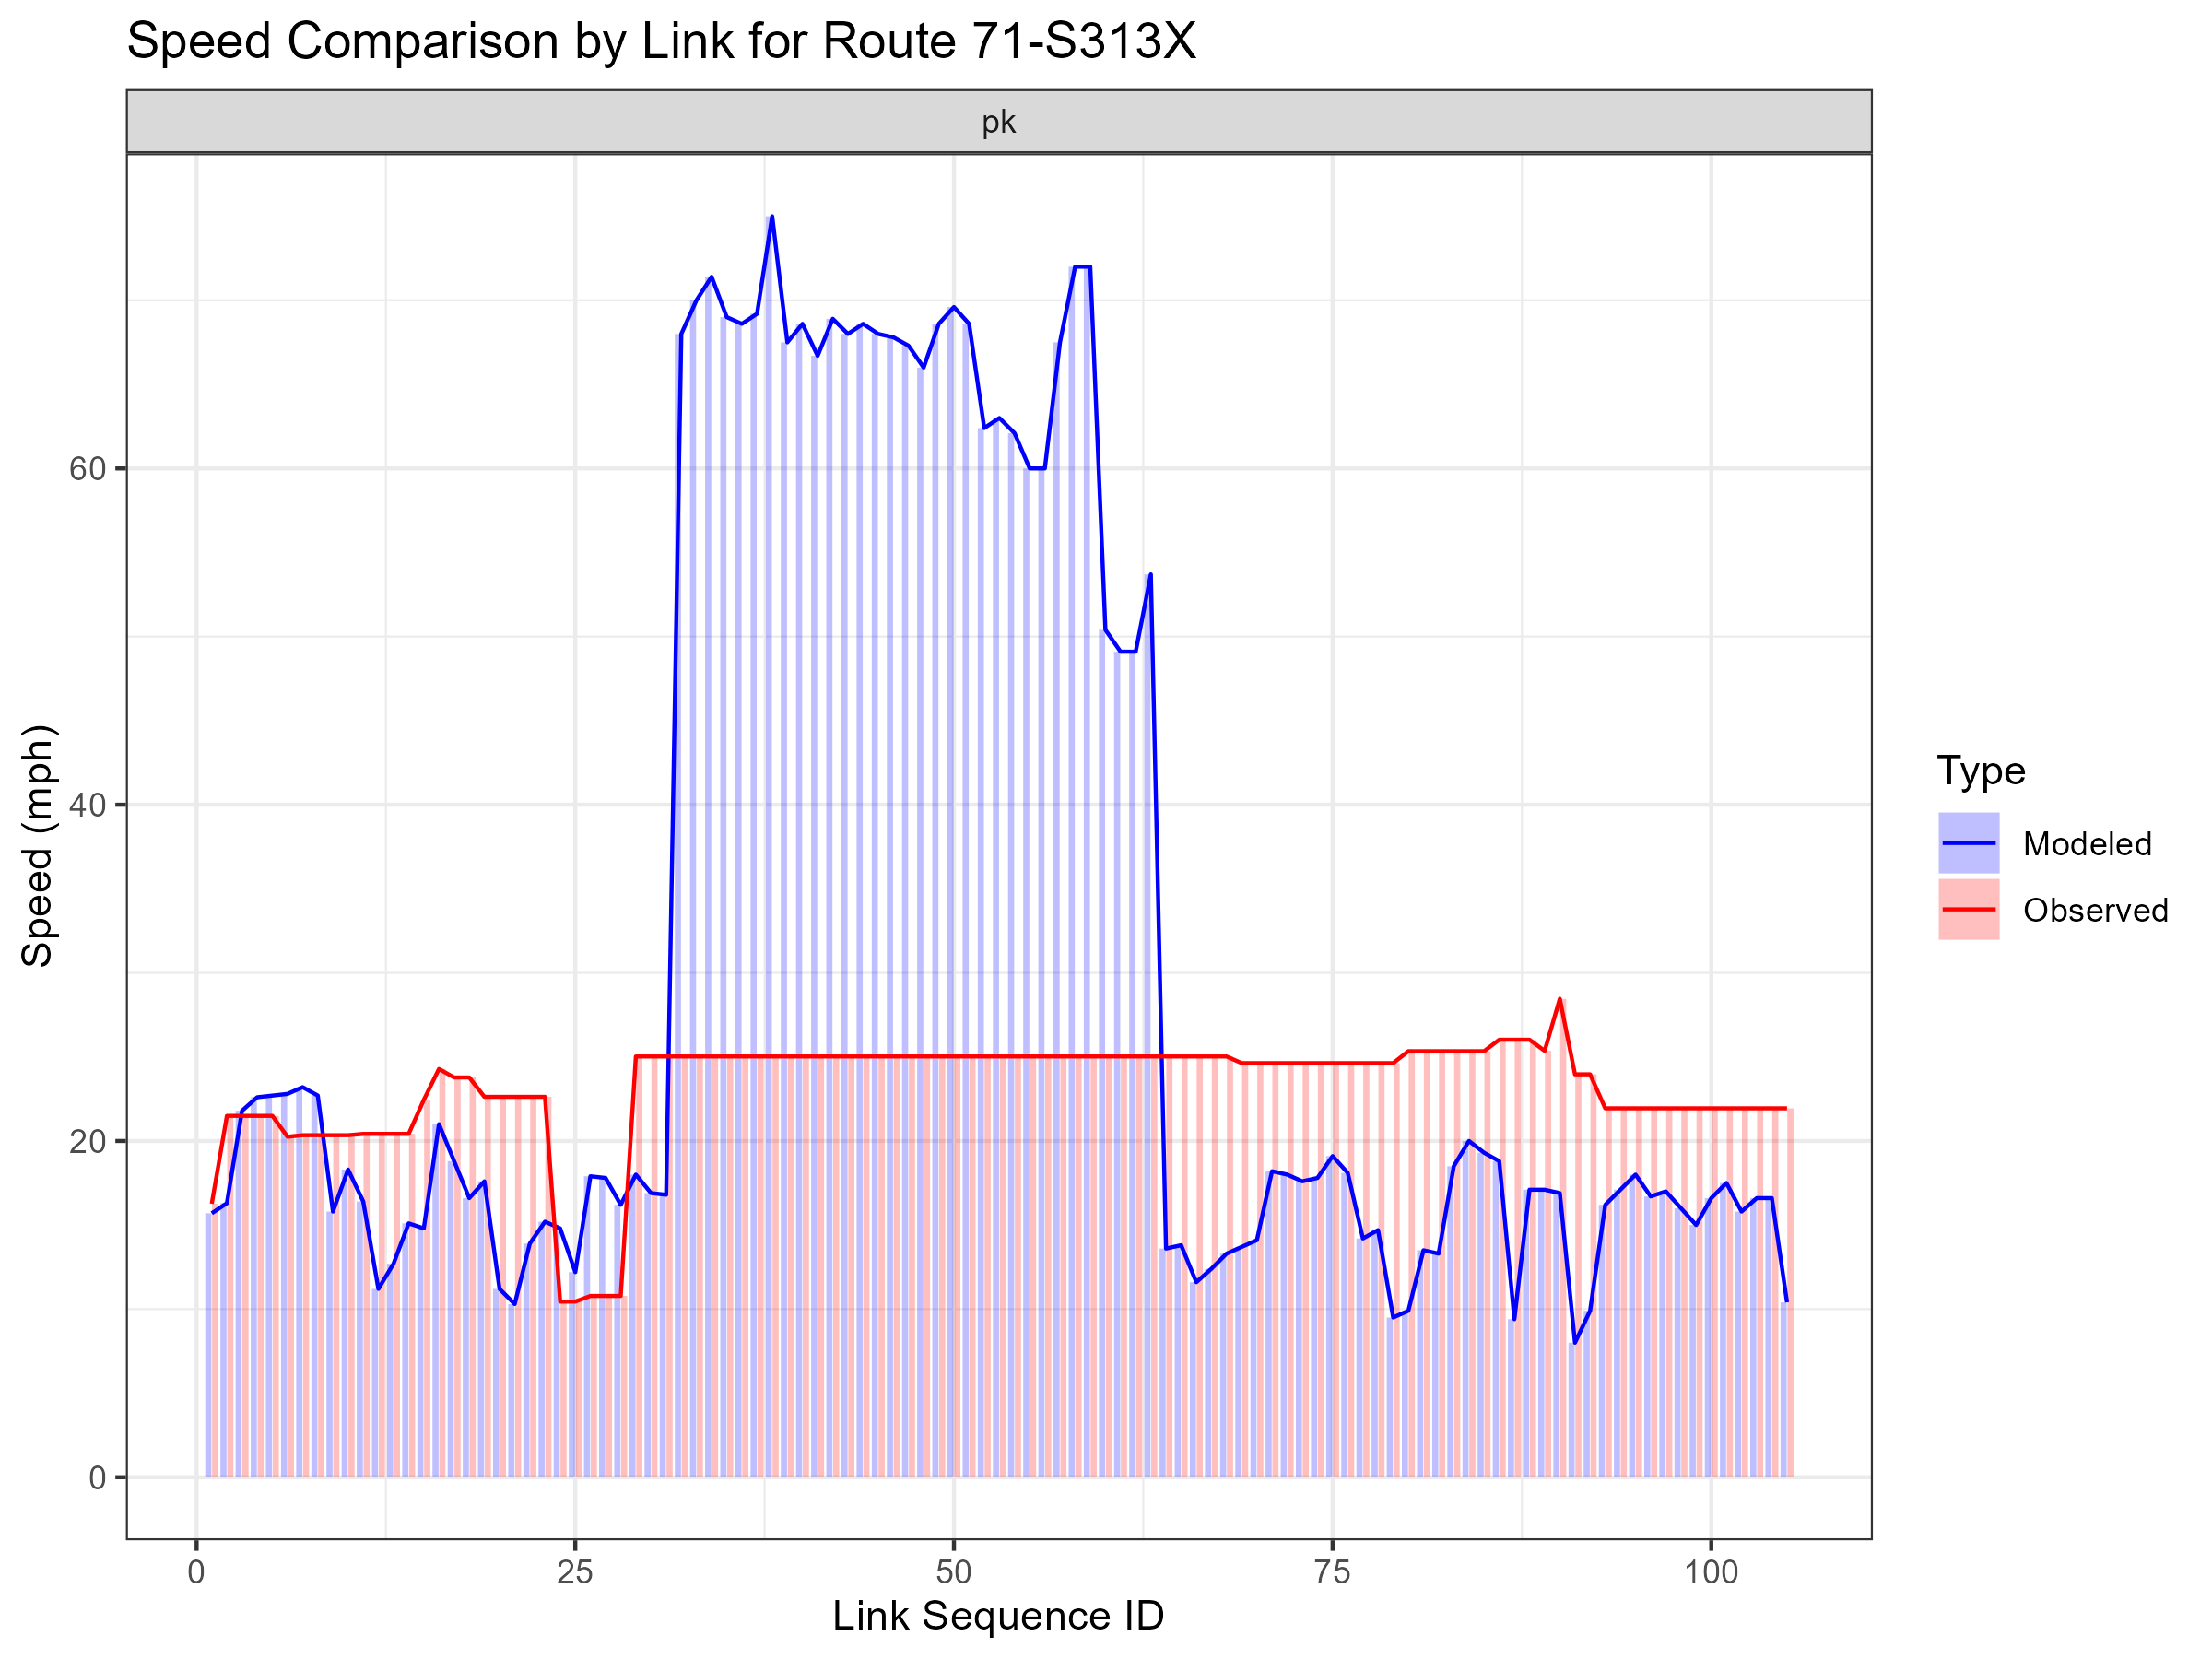 Speed Comparison by Link for Route 71-S313X
pk
60
40
20
0
Speed (mph)
0 25 50 75 100
Link Sequence ID
Type
Modeled
Observed